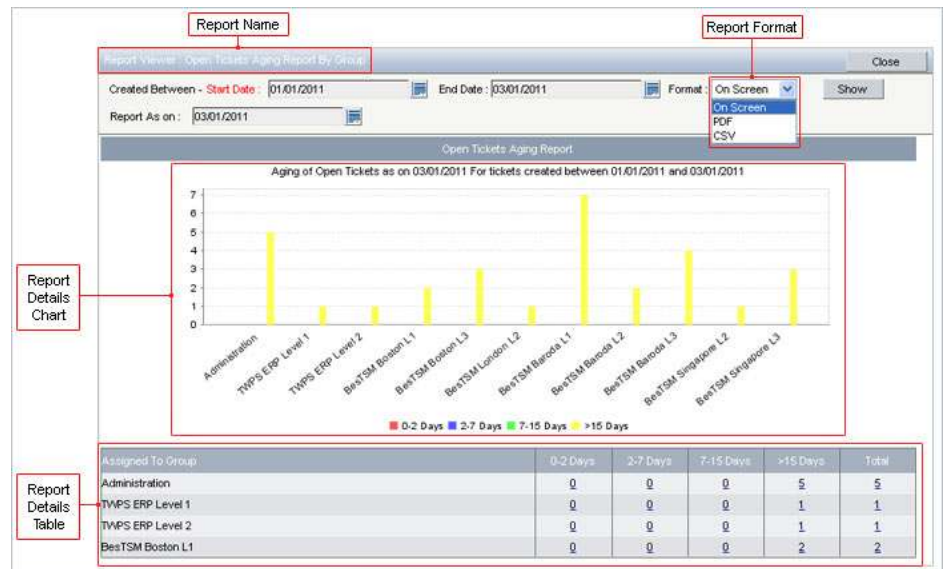 Report Name
Report Format
Report Viewer : Open Tickets Aging Report By Group
Close
Created Between - Start Date : 01/01/2011 End Date : 03/01/2011 Format : On Screen Show
On Screen
PDF
CSV
Report As on : 03/01/2011
Open Tickets Aging Report
Aging of Open Tickets as on 03/01/2011 For tickets created between 01/01/2011 and 03/01/2011
7
6
5
4
3
2
1
0
Report
Details
Chart
Administration
TWPS ERP Level 1
TWPS ERP Level 2
BesTSM Boston L1
BesTSM Boston L3
BesTSM London L2
BesTSM Baroda L1
BesTSM Baroda L2
BesTSM Baroda L3
BesTSM Singapore L2
BesTSM Singapore L3
0-2 Days 2-7 Days 7-15 Days >15 Days
Report
Details
Table
Assigned To Group 0-2 Days 2-7 Days 7-15 Days >15 Days Total
Administration 0 0 0 5 5
TWPS ERP Level 1 0 0 0 1 1
TWPS ERP Level 2 0 0 0 1 1
BesTSM Boston L1 0 0 0 2 2